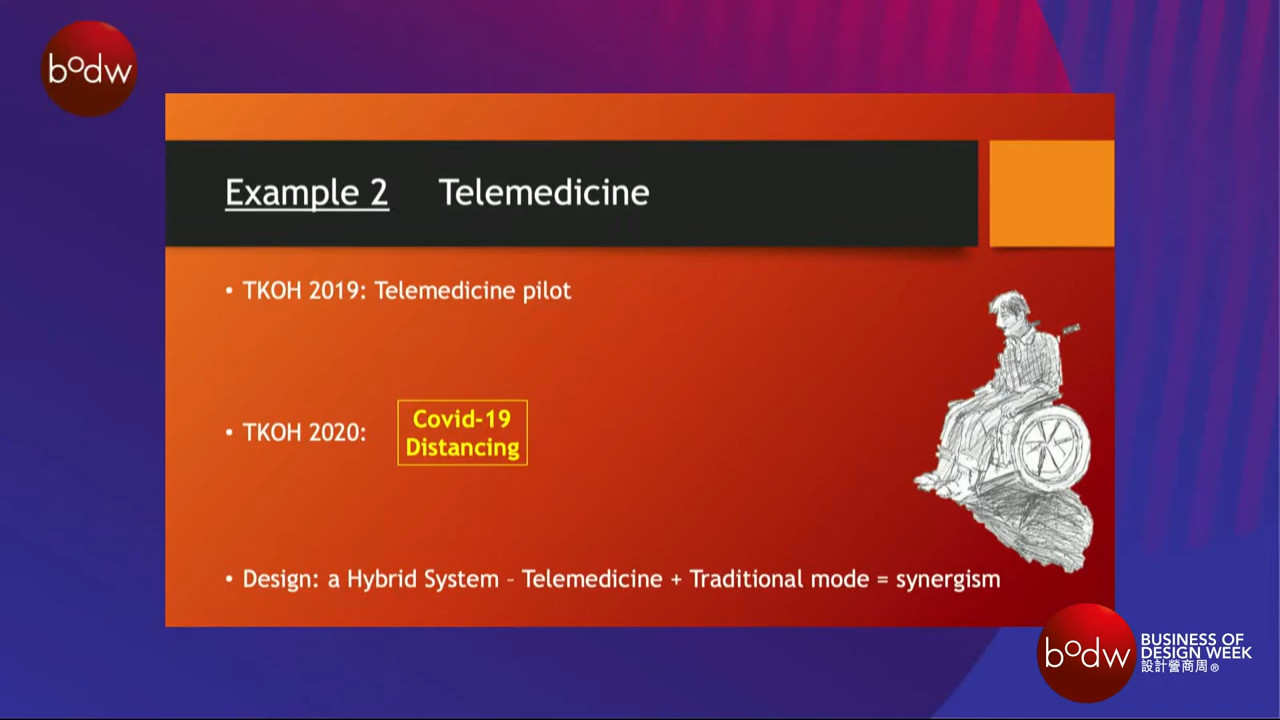 bodw
Example 2 Telemedicine
• TKOH 2019: Telemedicine pilot
• TKOH 2020:
Covid-19
Distancing
• Design: a Hybrid System – Telemedicine + Traditional mode = synergism
bodw
BUSINESS OF
DESIGN WEEK
設計營商周®